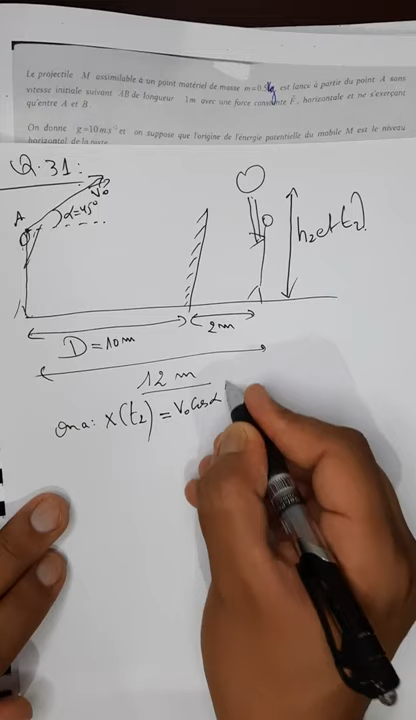 Le projectile M assimilable à un point matériel de masse m=0.5kg est lancé à partir du point A sans
vitesse initiale suivant AB de longueur 1m avec une force constante F, horizontale et ne s'exerçant
qu'entre A et B.
On donne g=10m.s⁻² et on suppose que l'origine de l'énergie potentielle du mobile M est le niveau
horizontal de la piste.
Q.31:
V₀
A
α=45°
h₂ et t₂)
D = 10m
2m
12 m
on a: x(t₂) = V₀ cosα